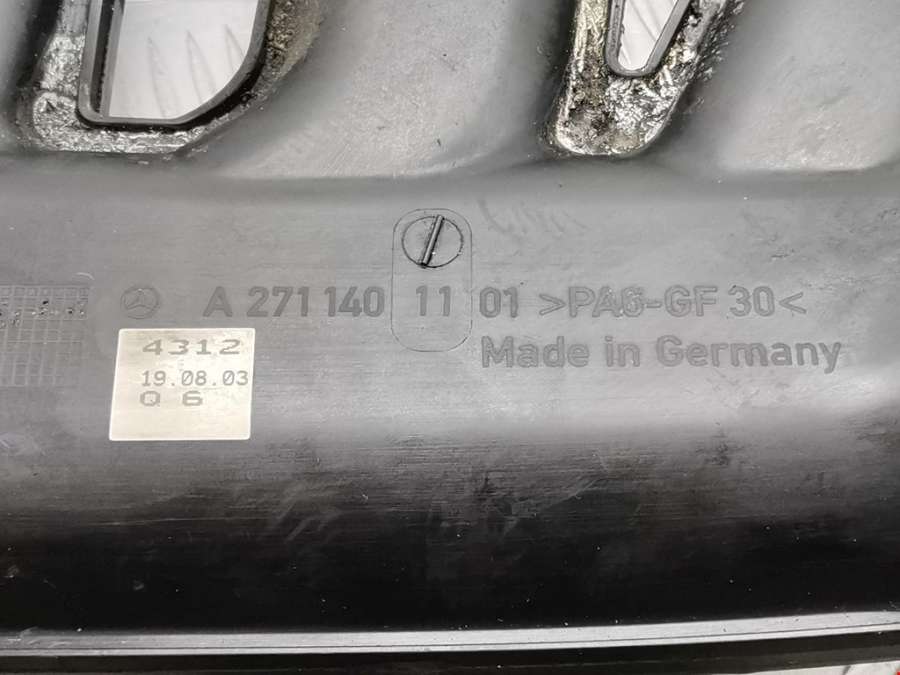 A 271 140 11 01 >PA6-GF 30<
Made in Germany
4312
19.08.03
Q 6